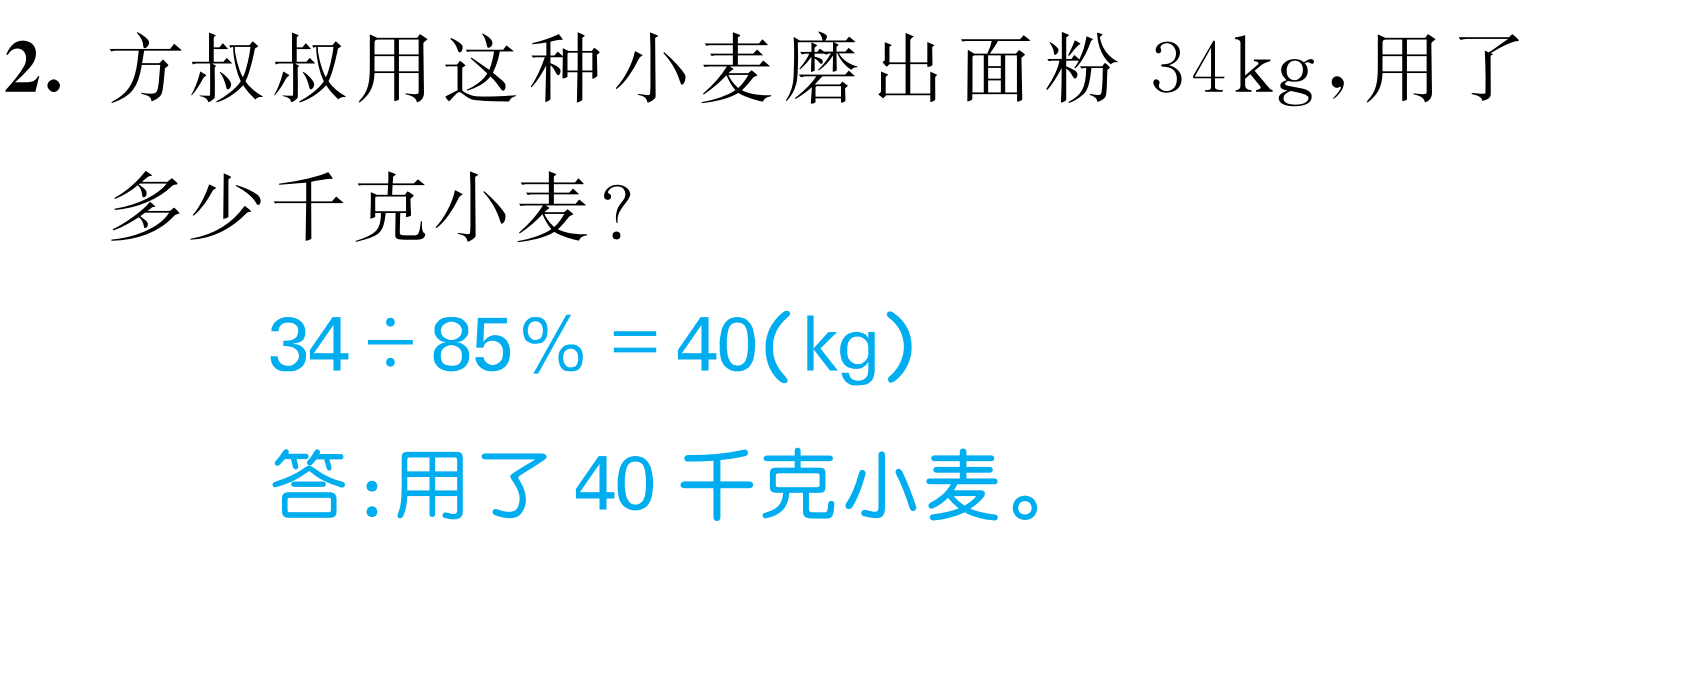 2. 方叔叔用这种小麦磨出面粉 34kg,用了
多少千克小麦?
34÷85%=40(kg)
答:用了 40 千克小麦。